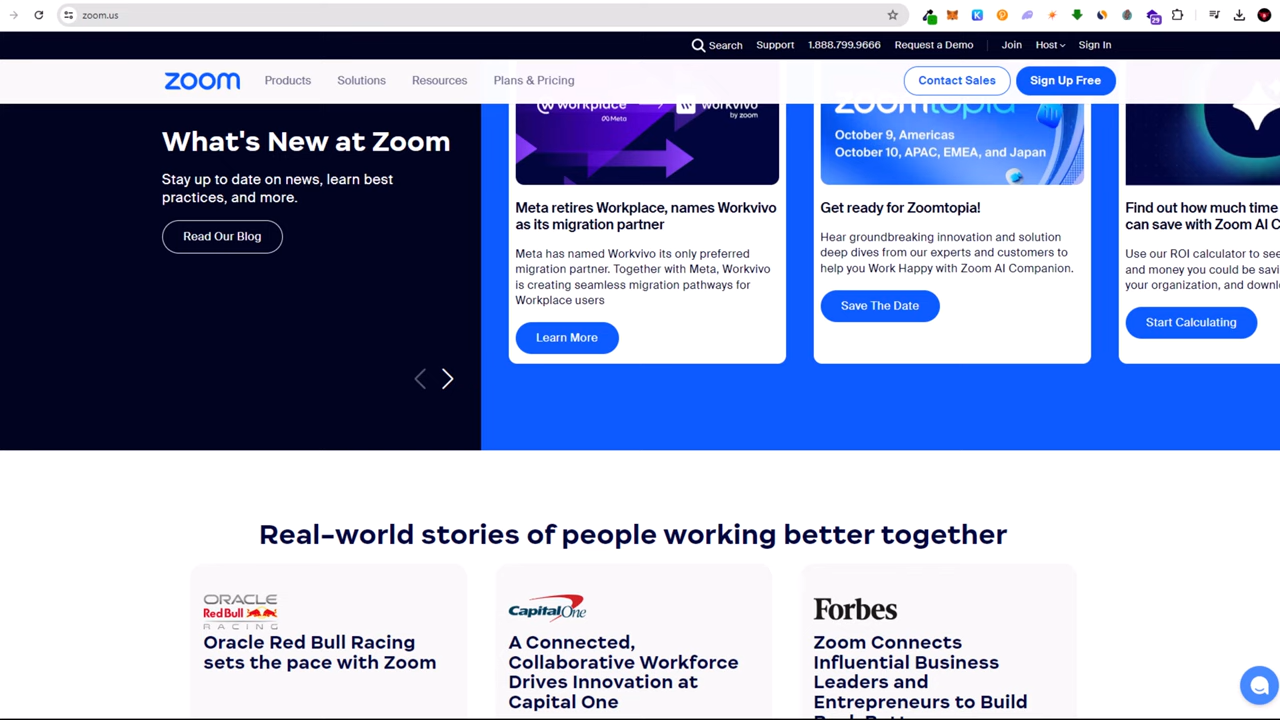 zoom.us
29
Search
Support
1.888.799.9666
Request a Demo
Join
Host
Sign In
zoom
Products
Solutions
Resources
Plans & Pricing
Contact Sales
Sign Up Free
What's New at Zoom
Stay up to date on news, learn best
practices, and more.
Read Our Blog
workplace
Meta
workvivo
by zoom
Meta retires Workplace, names Workvivo
as its migration partner
Meta has named Workvivo its only preferred
migration partner. Together with Meta, Workvivo
is creating seamless migration pathways for
Workplace users
Learn More
zoomtopia
October 9, Americas
October 10, APAC, EMEA, and Japan
Get ready for Zoomtopia!
Hear groundbreaking innovation and solution
deep dives from our experts and customers to
help you Work Happy with Zoom AI Companion.
Save The Date
Find out how much time
can save with Zoom AI C
Use our ROI calculator to see
and money you could be savi
your organization, and downl
Start Calculating
Real-world stories of people working better together
ORACLE
Red Bull
RACING
Oracle Red Bull Racing
sets the pace with Zoom
CapitalOne
A Connected,
Collaborative Workforce
Drives Innovation at
Capital One
Forbes
Zoom Connects
Influential Business
Leaders and
Entrepreneurs to Build